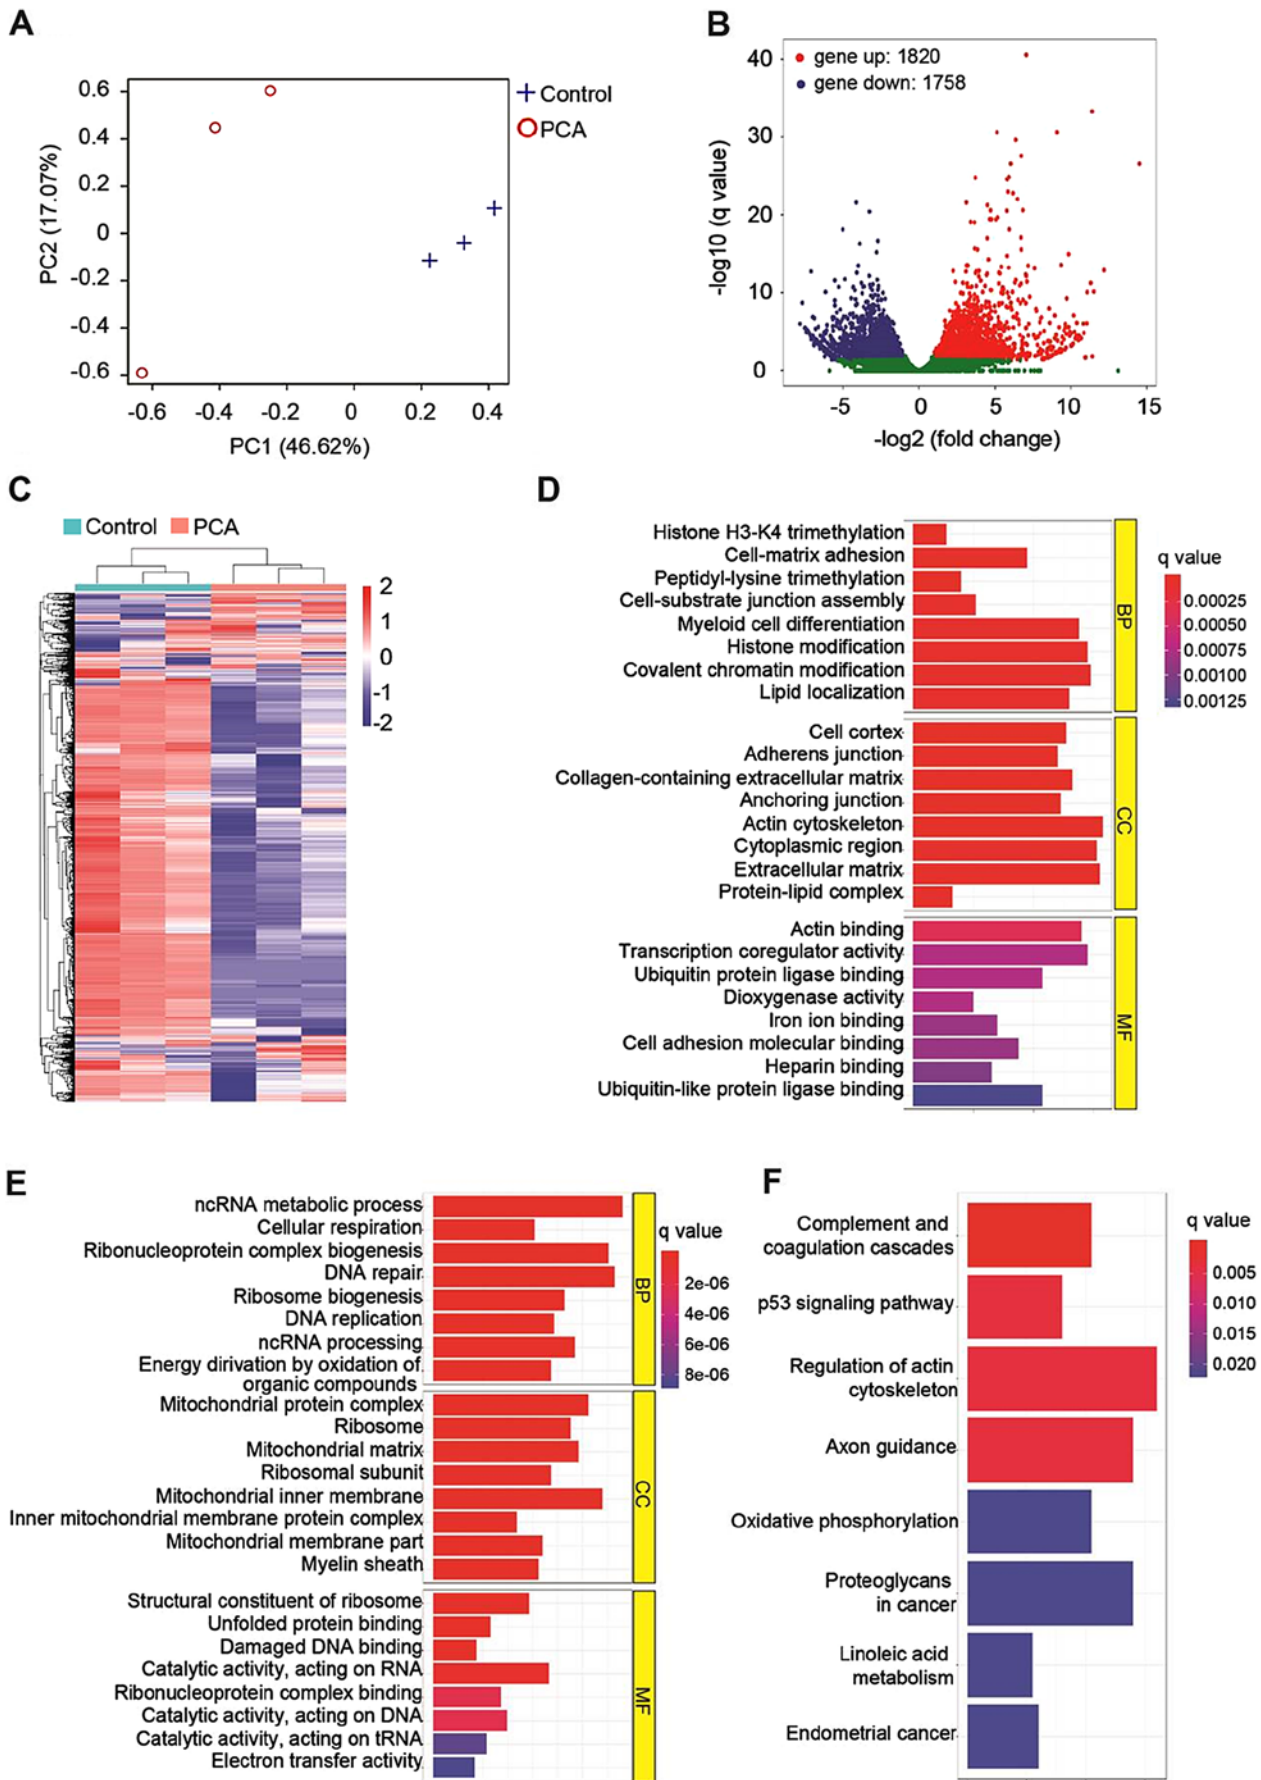 A
0.6
0.4
0.2
0
-0.2
-0.4
-0.6
PC2 (17.07%)
-0.6
-0.4
-0.2
0
0.2
0.4
PC1 (46.62%)
Control
PCA
B
gene up: 1820
gene down: 1758
40
30
20
10
0
-log10 (q value)
-5
0
5
10
15
-log2 (fold change)
C
Control
PCA
2
1
0
-1
-2
D
Histone H3-K4 trimethylation
Cell-matrix adhesion
Peptidyl-lysine trimethylation
Cell-substrate junction assembly
Myeloid cell differentiation
Histone modification
Covalent chromatin modification
Lipid localization
BP
Cell cortex
Adherens junction
Collagen-containing extracellular matrix
Anchoring junction
Actin cytoskeleton
Cytoplasmic region
Extracellular matrix
Protein-lipid complex
CC
Actin binding
Transcription coregulator activity
Ubiquitin protein ligase binding
Dioxygenase activity
Iron ion binding
Cell adhesion molecular binding
Heparin binding
Ubiquitin-like protein ligase binding
MF
q value
0.00025
0.00050
0.00075
0.00100
0.00125
E
ncRNA metabolic process
Cellular respiration
Ribonucleoprotein complex biogenesis
DNA repair
Ribosome biogenesis
DNA replication
ncRNA processing
Energy dirivation by oxidation of
organic compounds
BP
Mitochondrial protein complex
Ribosome
Mitochondrial matrix
Ribosomal subunit
Mitochondrial inner membrane
Inner mitochondrial membrane protein complex
Mitochondrial membrane part
Myelin sheath
CC
Structural constituent of ribosome
Unfolded protein binding
Damaged DNA binding
Catalytic activity, acting on RNA
Ribonucleoprotein complex binding
Catalytic activity, acting on DNA
Catalytic activity, acting on tRNA
Electron transfer activity
MF
q value
2e-06
4e-06
6e-06
8e-06
F
Complement and
coagulation cascades
p53 signaling pathway
Regulation of actin
cytoskeleton
Axon guidance
Oxidative phosphorylation
Proteoglycans
in cancer
Linoleic acid
metabolism
Endometrial cancer
q value
0.005
0.010
0.015
0.020